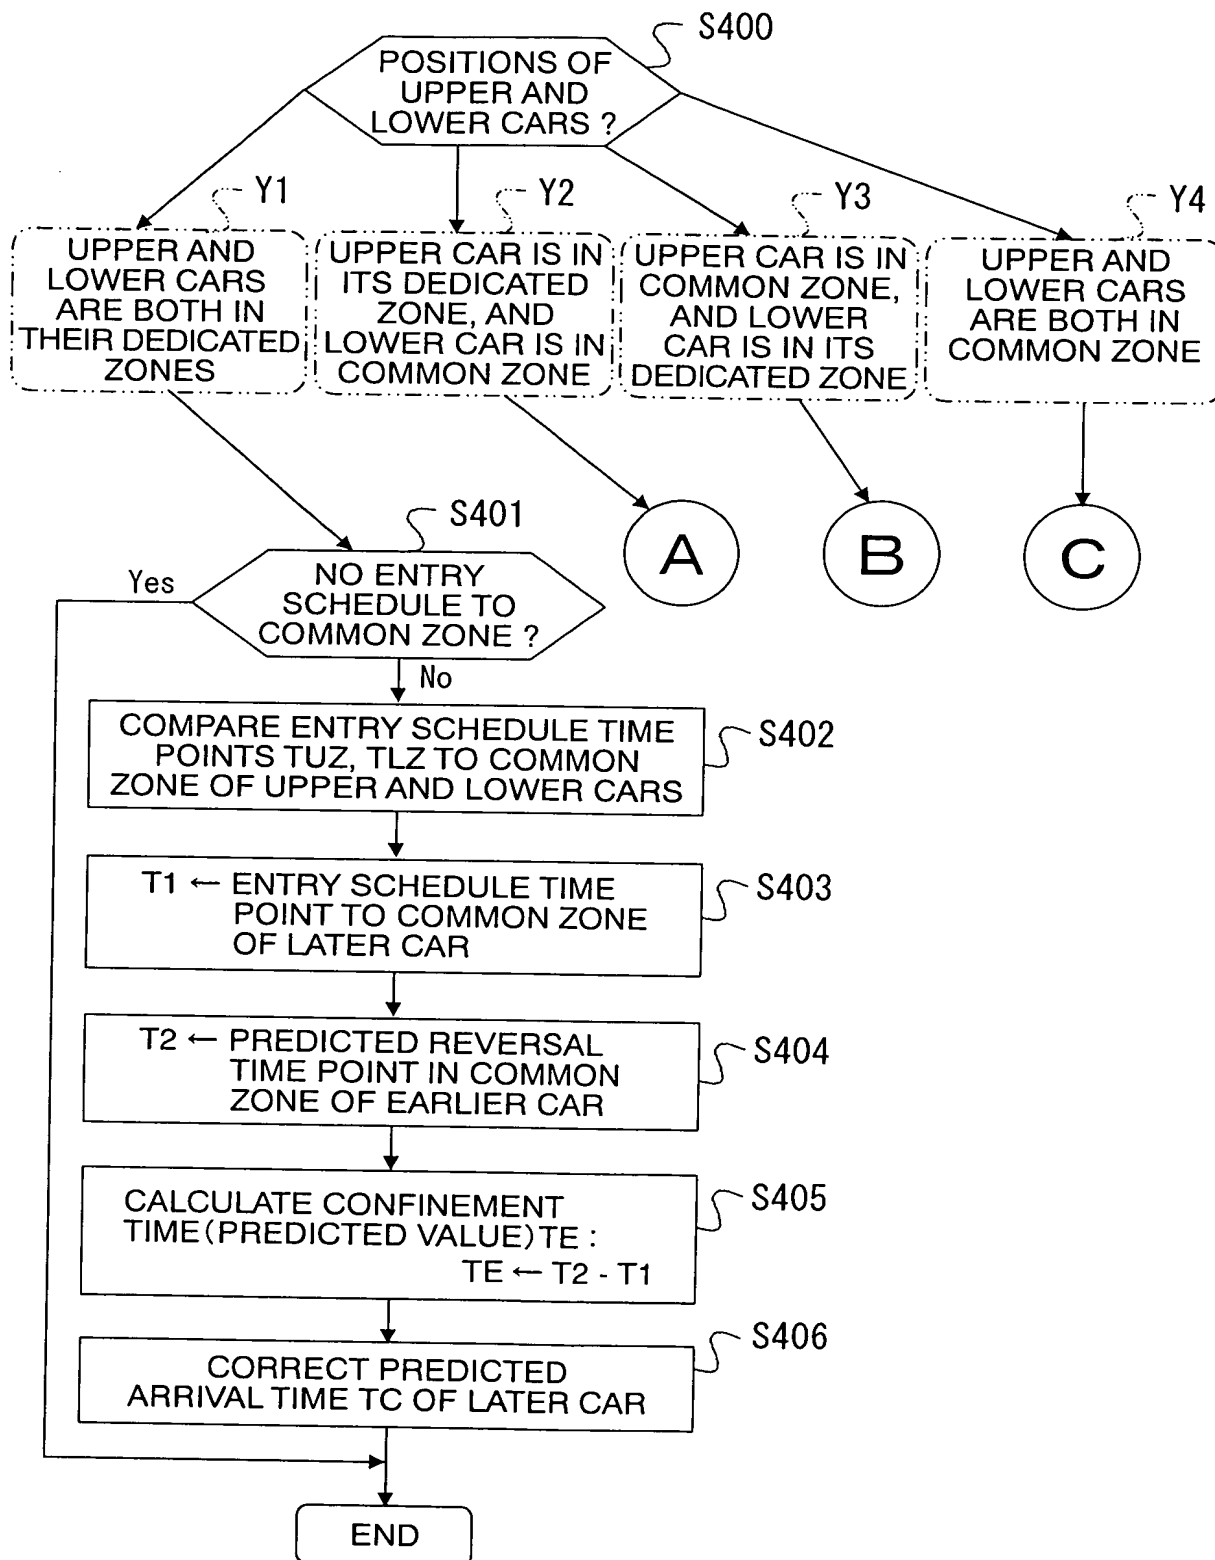 S400
POSITIONS OF
UPPER AND
LOWER CARS ?
Y1
UPPER AND
LOWER CARS
ARE BOTH IN
THEIR DEDICATED
ZONES
Y2
UPPER CAR IS IN
ITS DEDICATED
ZONE, AND
LOWER CAR IS IN
COMMON ZONE
Y3
UPPER CAR IS IN
COMMON ZONE,
AND LOWER
CAR IS IN ITS
DEDICATED ZONE
Y4
UPPER AND
LOWER CARS
ARE BOTH IN
COMMON ZONE
A
B
C
S401
Yes
NO ENTRY
SCHEDULE TO
COMMON ZONE ?
No
COMPARE ENTRY SCHEDULE TIME
POINTS TUZ, TLZ TO COMMON
ZONE OF UPPER AND LOWER CARS
S402
T1 ← ENTRY SCHEDULE TIME
POINT TO COMMON ZONE
OF LATER CAR
S403
T2 ← PREDICTED REVERSAL
TIME POINT IN COMMON
ZONE OF EARLIER CAR
S404
CALCULATE CONFINEMENT
TIME(PREDICTED VALUE)TE :
TE ← T2 - T1
S405
CORRECT PREDICTED
ARRIVAL TIME TC OF LATER CAR
S406
END